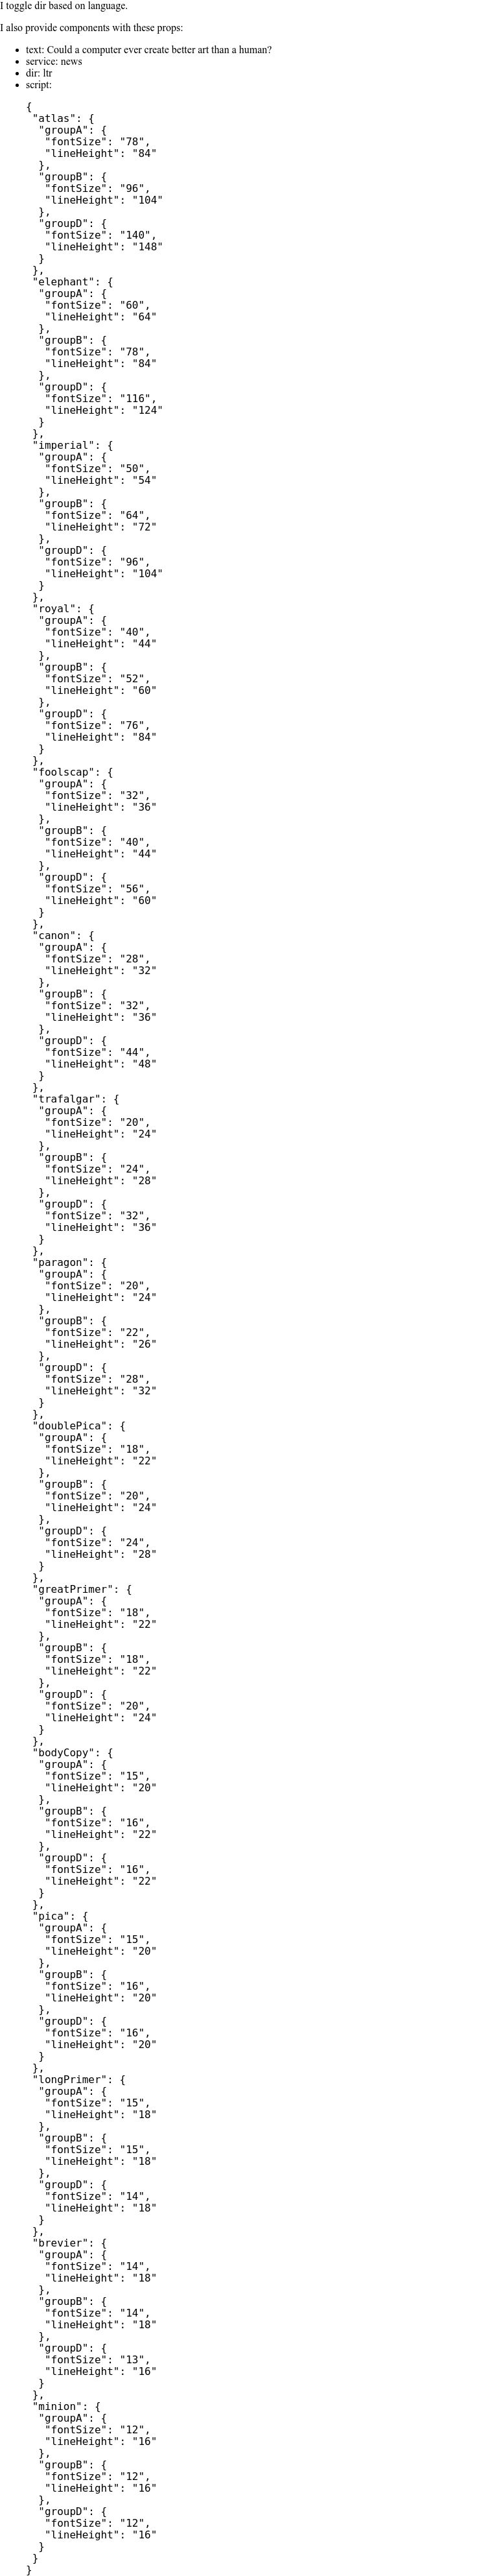 I toggle dir based on language.
I also provide components with these props:
• text: Could a computer ever create better art than a human?
• service: news
• dir: ltr
• script:
{
 "atlas": {
  "groupA": {
   "fontSize": "78",
   "lineHeight": "84"
  },
  "groupB": {
   "fontSize": "96",
   "lineHeight": "104"
  },
  "groupD": {
   "fontSize": "140",
   "lineHeight": "148"
  }
 },
 "elephant": {
  "groupA": {
   "fontSize": "60",
   "lineHeight": "64"
  },
  "groupB": {
   "fontSize": "78",
   "lineHeight": "84"
  },
  "groupD": {
   "fontSize": "116",
   "lineHeight": "124"
  }
 },
 "imperial": {
  "groupA": {
   "fontSize": "50",
   "lineHeight": "54"
  },
  "groupB": {
   "fontSize": "64",
   "lineHeight": "72"
  },
  "groupD": {
   "fontSize": "96",
   "lineHeight": "104"
  }
 },
 "royal": {
  "groupA": {
   "fontSize": "40",
   "lineHeight": "44"
  },
  "groupB": {
   "fontSize": "52",
   "lineHeight": "60"
  },
  "groupD": {
   "fontSize": "76",
   "lineHeight": "84"
  }
 },
 "foolscap": {
  "groupA": {
   "fontSize": "32",
   "lineHeight": "36"
  },
  "groupB": {
   "fontSize": "40",
   "lineHeight": "44"
  },
  "groupD": {
   "fontSize": "56",
   "lineHeight": "60"
  }
 },
 "canon": {
  "groupA": {
   "fontSize": "28",
   "lineHeight": "32"
  },
  "groupB": {
   "fontSize": "32",
   "lineHeight": "36"
  },
  "groupD": {
   "fontSize": "44",
   "lineHeight": "48"
  }
 },
 "trafalgar": {
  "groupA": {
   "fontSize": "20",
   "lineHeight": "24"
  },
  "groupB": {
   "fontSize": "24",
   "lineHeight": "28"
  },
  "groupD": {
   "fontSize": "32",
   "lineHeight": "36"
  }
 },
 "paragon": {
  "groupA": {
   "fontSize": "20",
   "lineHeight": "24"
  },
  "groupB": {
   "fontSize": "22",
   "lineHeight": "26"
  },
  "groupD": {
   "fontSize": "28",
   "lineHeight": "32"
  }
 },
 "doublePica": {
  "groupA": {
   "fontSize": "18",
   "lineHeight": "22"
  },
  "groupB": {
   "fontSize": "20",
   "lineHeight": "24"
  },
  "groupD": {
   "fontSize": "24",
   "lineHeight": "28"
  }
 },
 "greatPrimer": {
  "groupA": {
   "fontSize": "18",
   "lineHeight": "22"
  },
  "groupB": {
   "fontSize": "18",
   "lineHeight": "22"
  },
  "groupD": {
   "fontSize": "20",
   "lineHeight": "24"
  }
 },
 "bodyCopy": {
  "groupA": {
   "fontSize": "15",
   "lineHeight": "20"
  },
  "groupB": {
   "fontSize": "16",
   "lineHeight": "22"
  },
  "groupD": {
   "fontSize": "16",
   "lineHeight": "22"
  }
 },
 "pica": {
  "groupA": {
   "fontSize": "15",
   "lineHeight": "20"
  },
  "groupB": {
   "fontSize": "16",
   "lineHeight": "20"
  },
  "groupD": {
   "fontSize": "16",
   "lineHeight": "20"
  }
 },
 "longPrimer": {
  "groupA": {
   "fontSize": "15",
   "lineHeight": "18"
  },
  "groupB": {
   "fontSize": "15",
   "lineHeight": "18"
  },
  "groupD": {
   "fontSize": "14",
   "lineHeight": "18"
  }
 },
 "brevier": {
  "groupA": {
   "fontSize": "14",
   "lineHeight": "18"
  },
  "groupB": {
   "fontSize": "14",
   "lineHeight": "18"
  },
  "groupD": {
   "fontSize": "13",
   "lineHeight": "16"
  }
 },
 "minion": {
  "groupA": {
   "fontSize": "12",
   "lineHeight": "16"
  },
  "groupB": {
   "fontSize": "12",
   "lineHeight": "16"
  },
  "groupD": {
   "fontSize": "12",
   "lineHeight": "16"
  }
 }
}